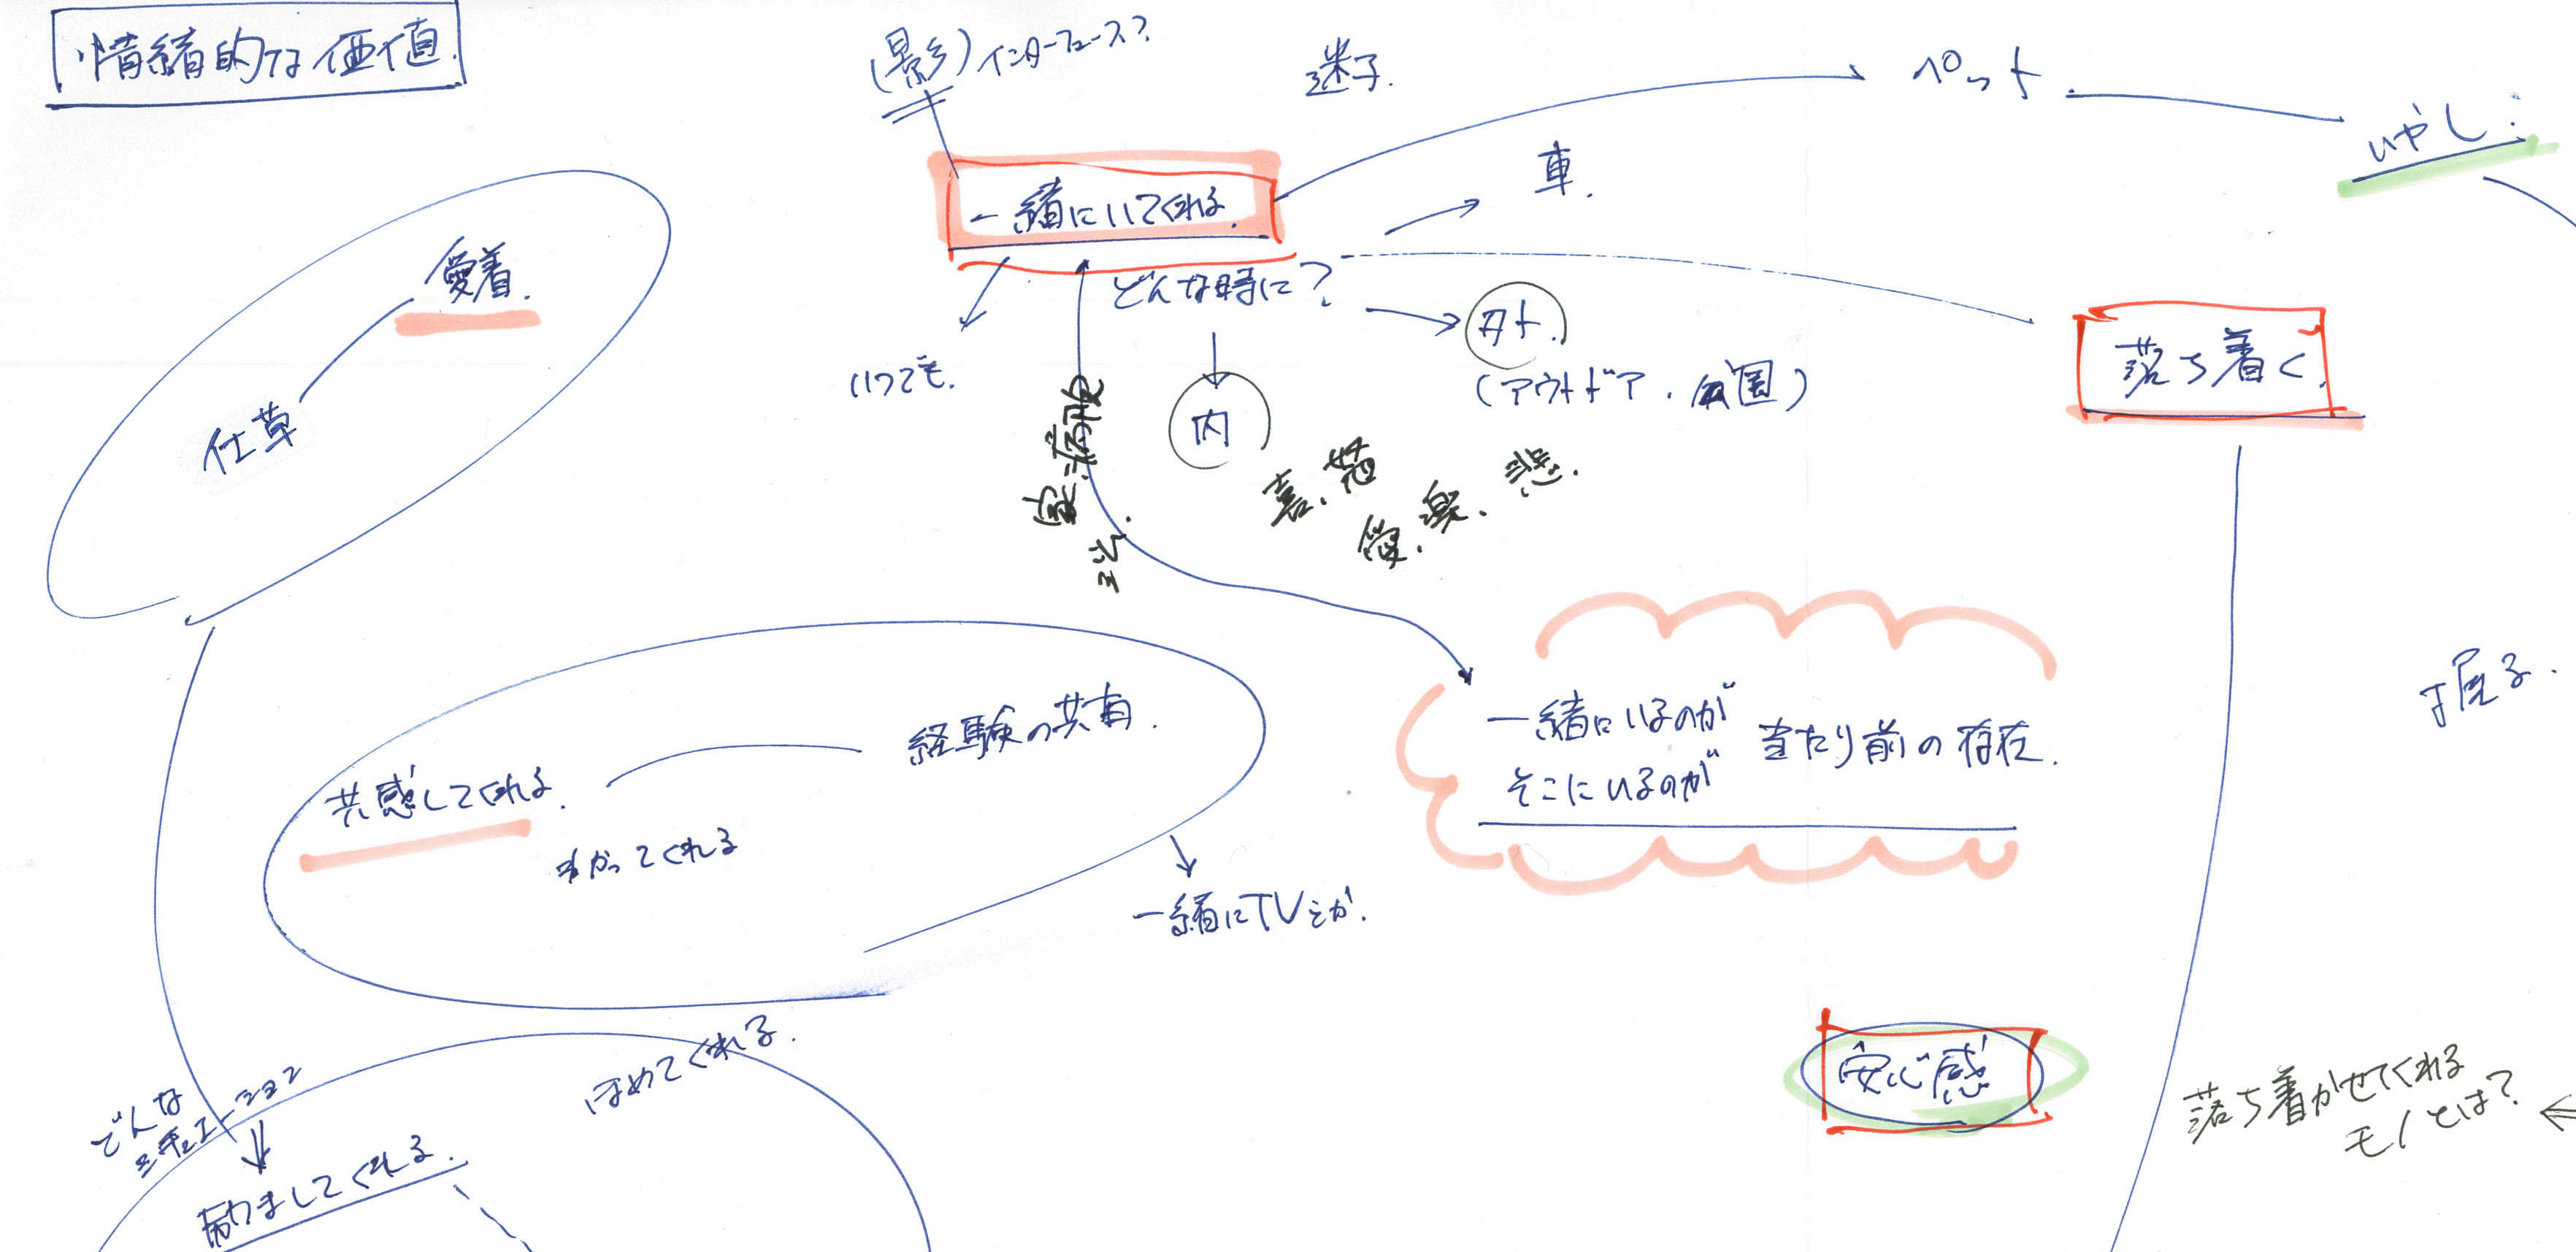 情緒的な価値
(影)インターフェース?
迷子.
ペット
いやし
車.
一緒にいてくれる.
愛着.
どんな時に?
外.
仕草
いつでも.
(アウトドア.
内
落ち着く.
喜.怒
愛.楽.悲.
一緒にいるのが
そこにいるのが
当たり前の存在.
経験の共有.
共感してくれる.
わかってくれる
一緒にTVとか.
安心感
ほめてくれる.
どんな
シチュエーション
励ましてくれる.
落ち着かせてくれる
モノとは?